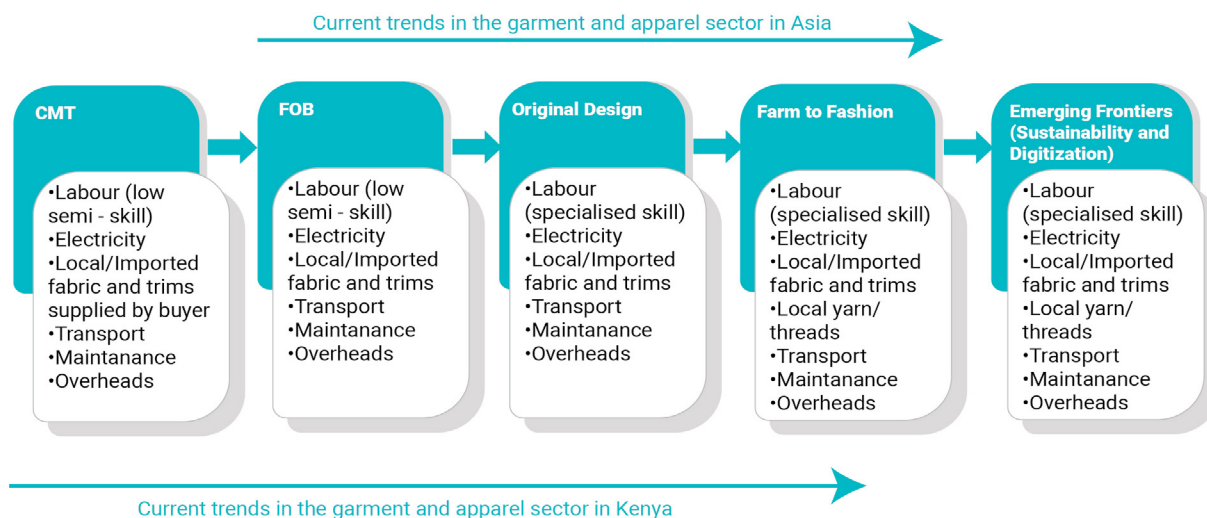 Current trends in the garment and apparel sector in Asia
CMT
•Labour (low
semi - skill)
•Electricity
•Local/Imported
fabric and trims
supplied by buyer
•Transport
•Maintanance
•Overheads
FOB
•Labour (low
semi - skill)
•Electricity
•Local/Imported
fabric and trims
•Transport
•Maintanance
•Overheads
Original Design
•Labour
(specialised skill)
•Electricity
•Local/Imported
fabric and trims
•Transport
•Maintanance
•Overheads
Farm to Fashion
•Labour
(specialised skill)
•Electricity
•Local/Imported
fabric and trims
•Local yarn/
threads
•Transport
•Maintanance
•Overheads
Emerging Frontiers
(Sustainability and
Digitization)
•Labour
(specialised skill)
•Electricity
•Local/Imported
fabric and trims
•Local yarn/
threads
•Transport
•Maintanance
•Overheads
Current trends in the garment and apparel sector in Kenya